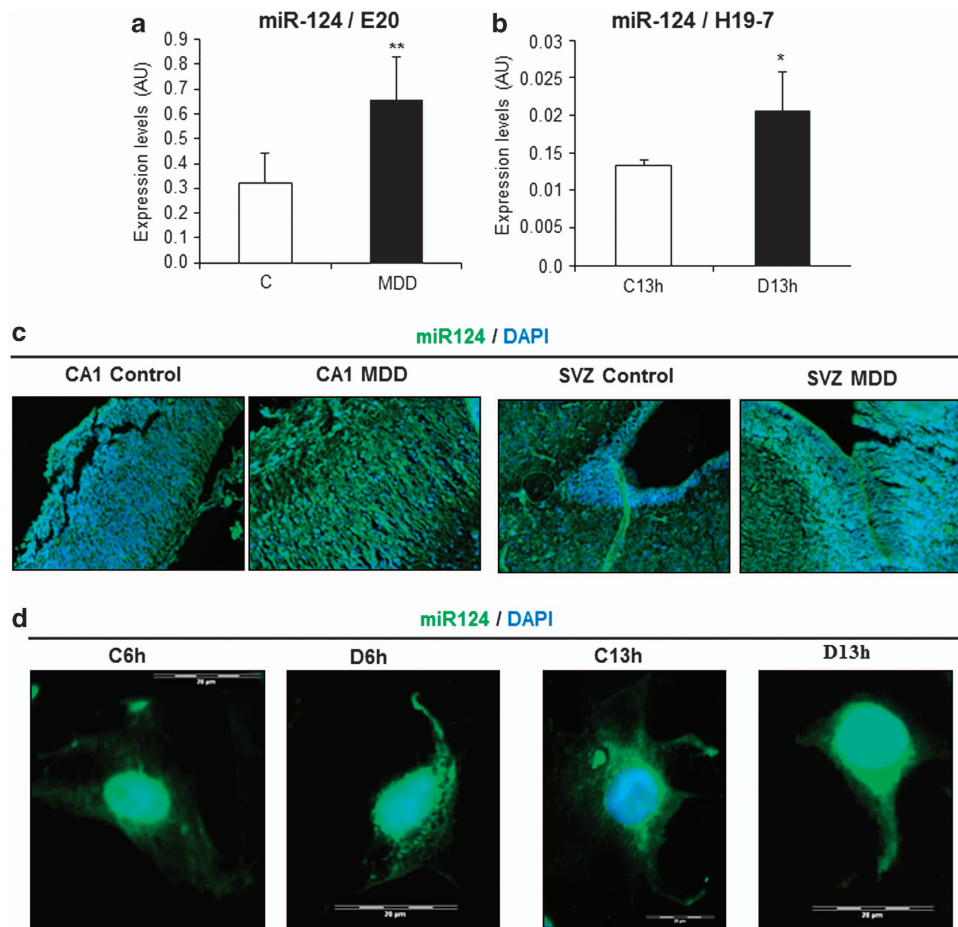 a
miR-124 / E20
Expression levels (AU)
0.9
0.8
0.7
0.6
0.5
0.4
0.3
0.2
0.1
0.0
**
C
MDD
b
miR-124 / H19-7
Expression levels (AU)
0.03
0.025
0.02
0.015
0.01
0.005
0.0
*
C13h
D13h
c
miR124 / DAPI
CA1 Control
CA1 MDD
SVZ Control
SVZ MDD
d
miR124 / DAPI
C6h
D6h
C13h
D13h
20 µm
20 µm
20 µm
20 µm